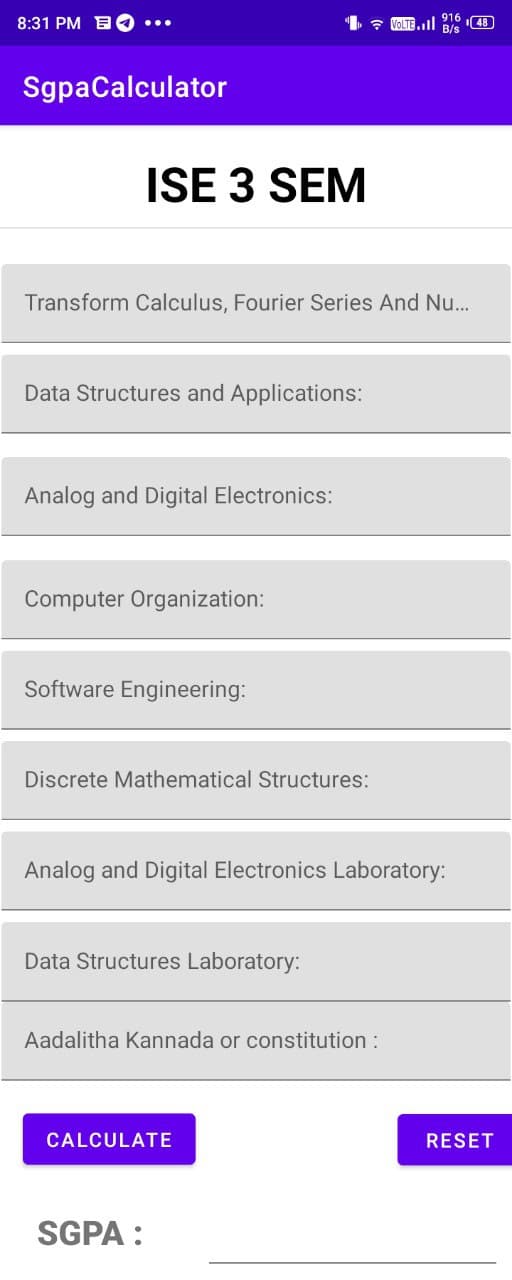 8:31 PM VoLTE 916 B/s 48
SgpaCalculator
ISE 3 SEM
Transform Calculus, Fourier Series And Nu...
Data Structures and Applications:
Analog and Digital Electronics:
Computer Organization:
Software Engineering:
Discrete Mathematical Structures:
Analog and Digital Electronics Laboratory:
Data Structures Laboratory:
Aadalitha Kannada or constitution :
CALCULATE RESET
SGPA :